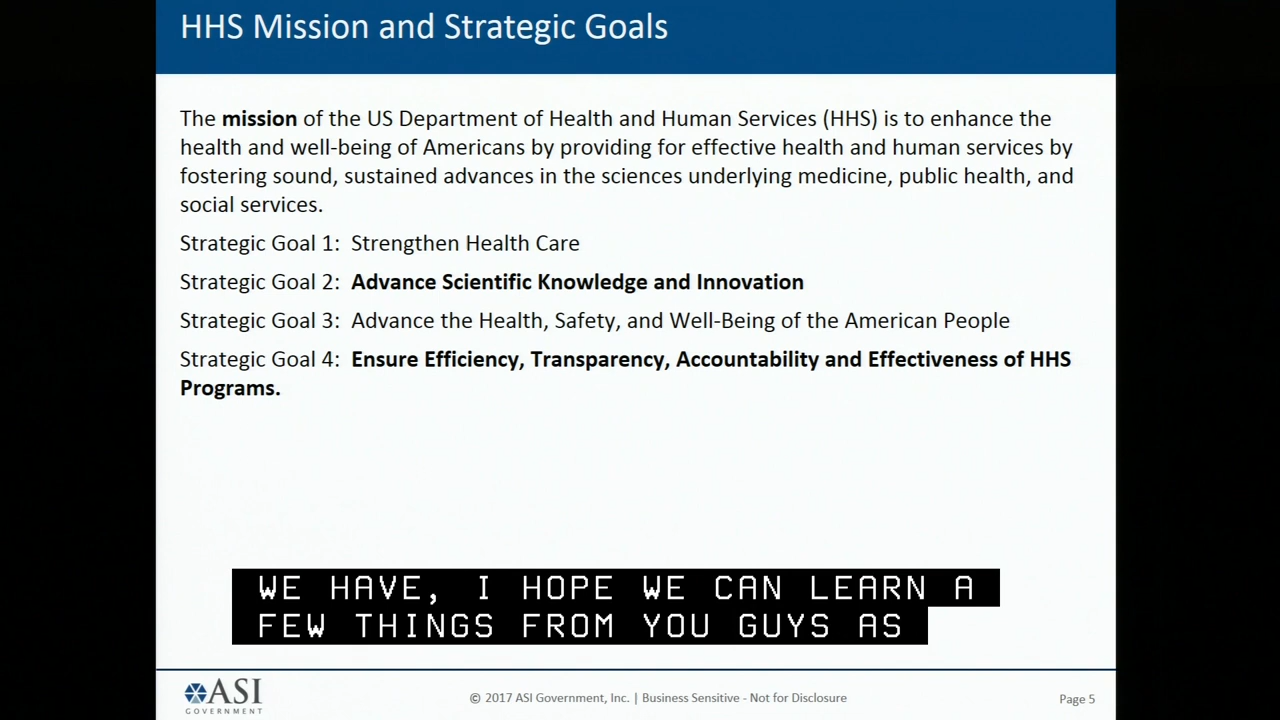 HHS Mission and Strategic Goals
The mission of the US Department of Health and Human Services (HHS) is to enhance the
health and well-being of Americans by providing for effective health and human services by
fostering sound, sustained advances in the sciences underlying medicine, public health, and
social services.
Strategic Goal 1: Strengthen Health Care
Strategic Goal 2: Advance Scientific Knowledge and Innovation
Strategic Goal 3: Advance the Health, Safety, and Well-Being of the American People
Strategic Goal 4: Ensure Efficiency, Transparency, Accountability and Effectiveness of HHS
Programs.
WE HAVE, I HOPE WE CAN LEARN A
FEW THINGS FROM YOU GUYS AS
ASI
GOVERNMENT
© 2017 ASI Government, Inc. | Business Sensitive - Not for Disclosure
Page 5